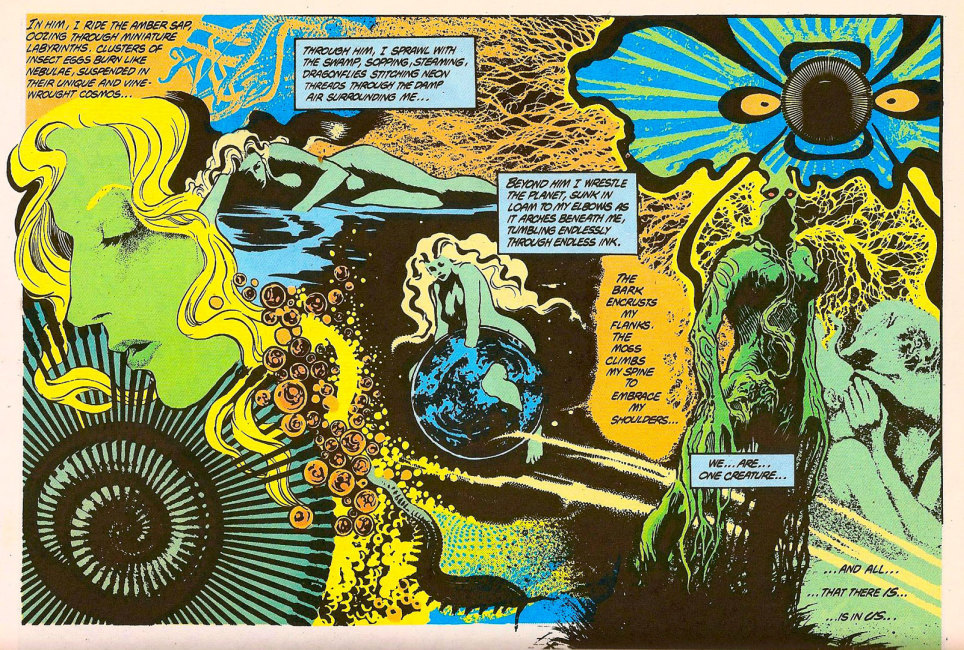 IN HIM, I RIDE THE AMBER SAP,
OOZING THROUGH MINIATURE
LABYRINTHS. CLUSTERS OF
INSECT EGGS BURN LIKE
NEBULAE, SUSPENDED IN
THEIR UNIQUE AND VINE-
WROUGHT COSMOS...
THROUGH HIM, I SPRAWL WITH
THE SWAMP, SOPPING, STEAMING,
DRAGONFLIES STITCHING NEON
THREADS THROUGH THE DAMP
AIR SURROUNDING ME...
BEYOND HIM I WRESTLE
THE PLANET, SUNK IN
LOAM TO MY ELBOWS AS
IT ARCHES BENEATH ME,
TUMBLING ENDLESSLY
THROUGH ENDLESS INK.
THE
BARK
ENCRUSTS
MY
FLANKS.
THE
MOSS
CLIMBS
MY SPINE
TO
EMBRACE
MY
SHOULDERS...
WE... ARE...
ONE CREATURE...
...AND ALL...
...THAT THERE IS...
...IS IN US...